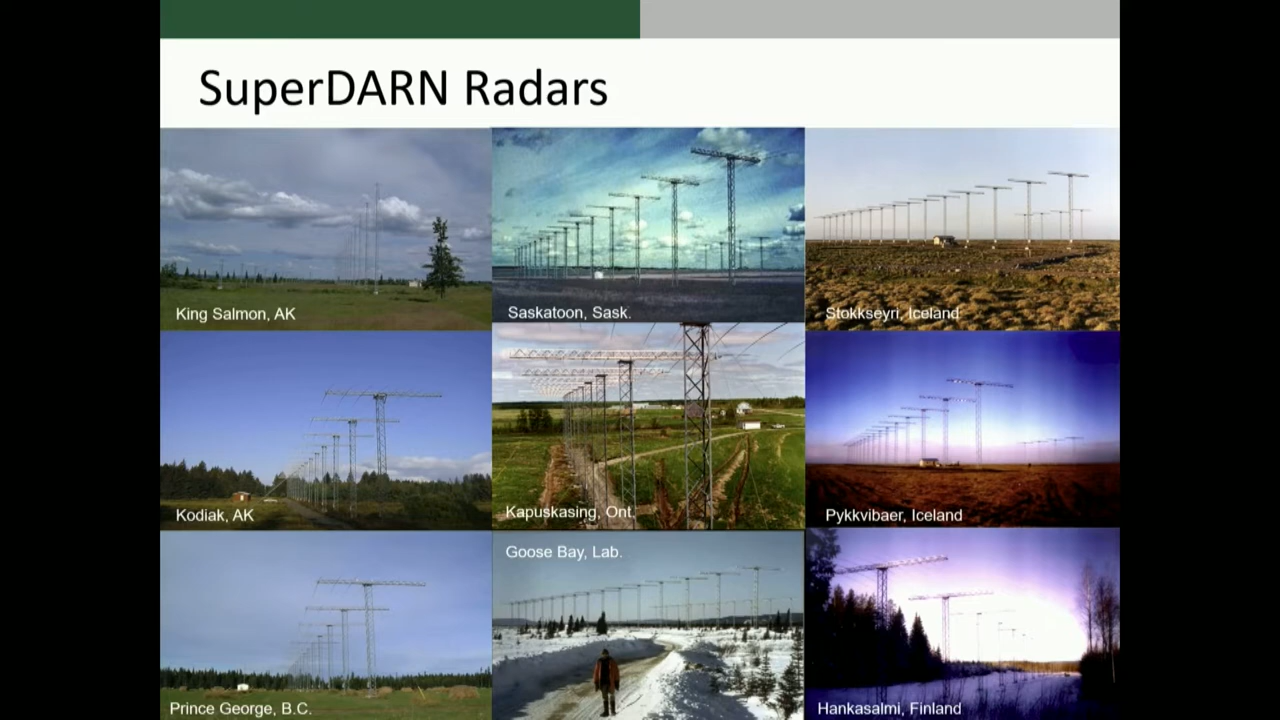 SuperDARN Radars
King Salmon, AK
Saskatoon, Sask.
Stokkseyri, Iceland
Kodiak, AK
Kapuskasing, Ont.
Pykkvibaer, Iceland
Prince George, B.C.
Goose Bay, Lab.
Hankasalmi, Finland